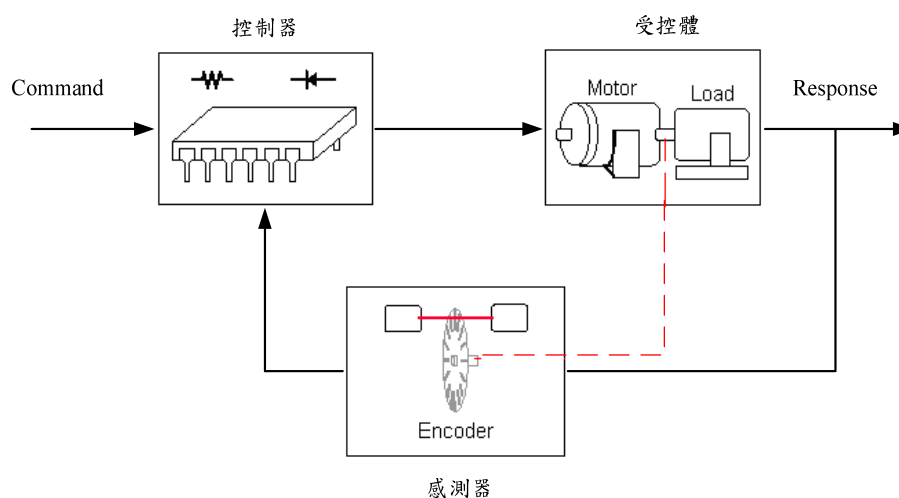 控制器
受控體
Command
Motor
Load
Response
Encoder
感測器